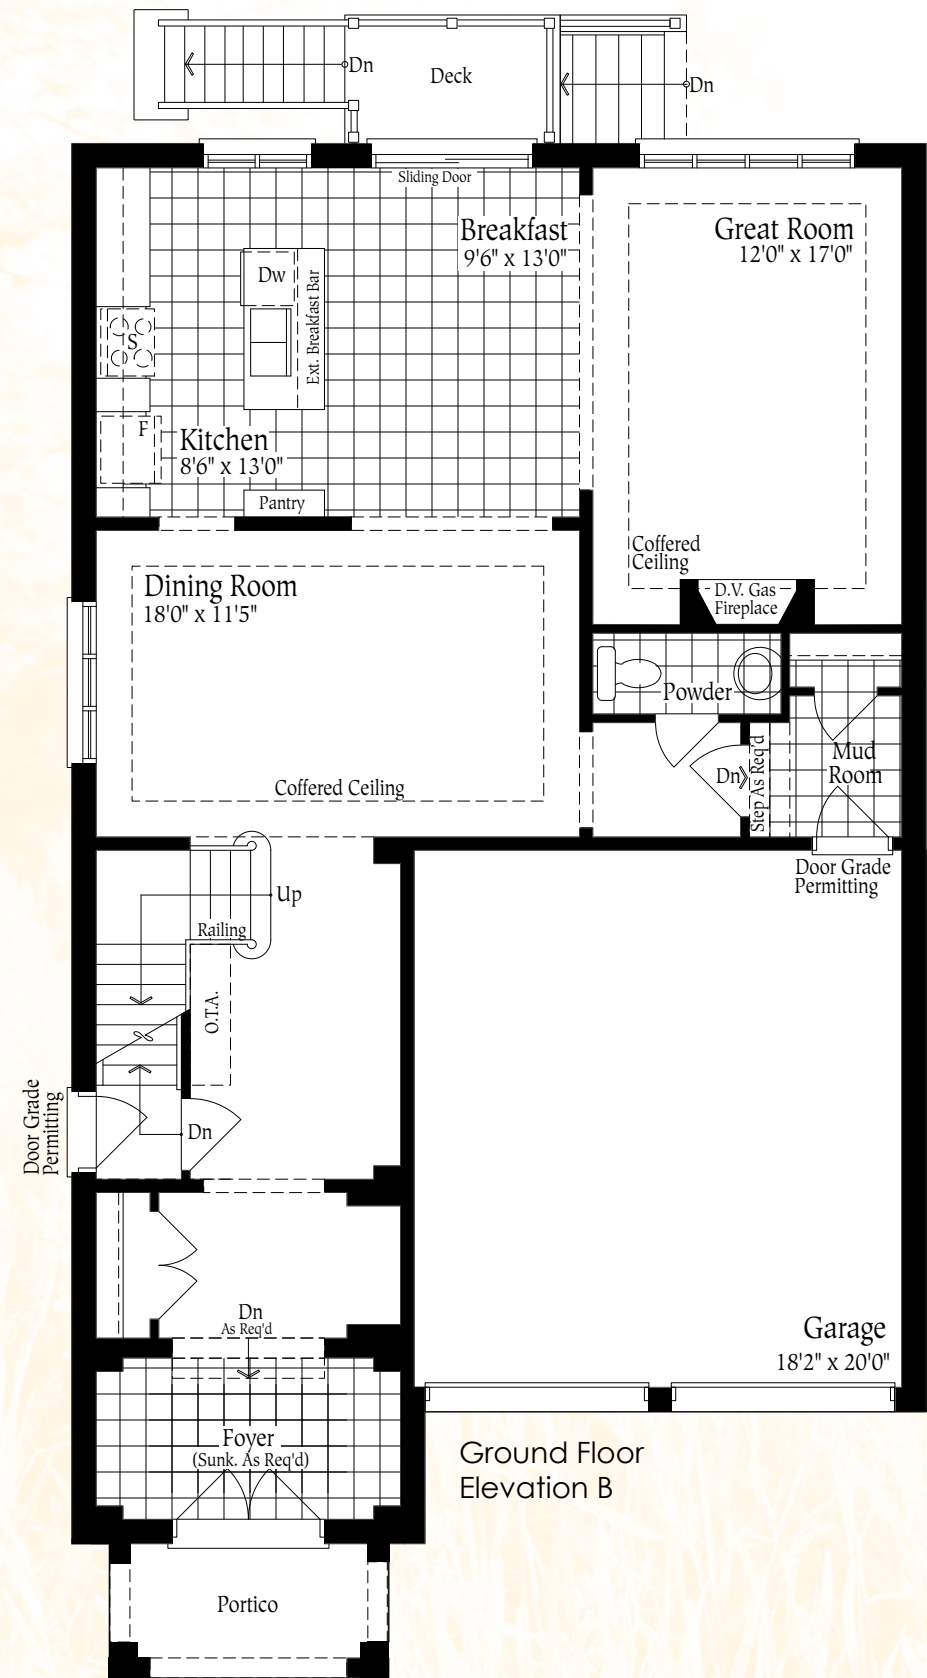 Dn
Deck
Dn
Sliding Door
Breakfast
9'6" x 13'0"
Great Room
12'0" x 17'0"
Dw
Ext. Breakfast Bar
S
F
Kitchen
8'6" x 13'0"
Pantry
Coffered
Ceiling
D.V. Gas
Fireplace
Dining Room
18'0" x 11'5"
Powder
Mud
Room
Dn
Step As Req'd
Coffered Ceiling
Door Grade
Permitting
Up
Railing
O.T.A.
Door Grade
Permitting
Dn
Dn
As Req'd
Garage
18'2" x 20'0"
Foyer
(Sunk. As Req'd)
Ground Floor
Elevation B
Portico